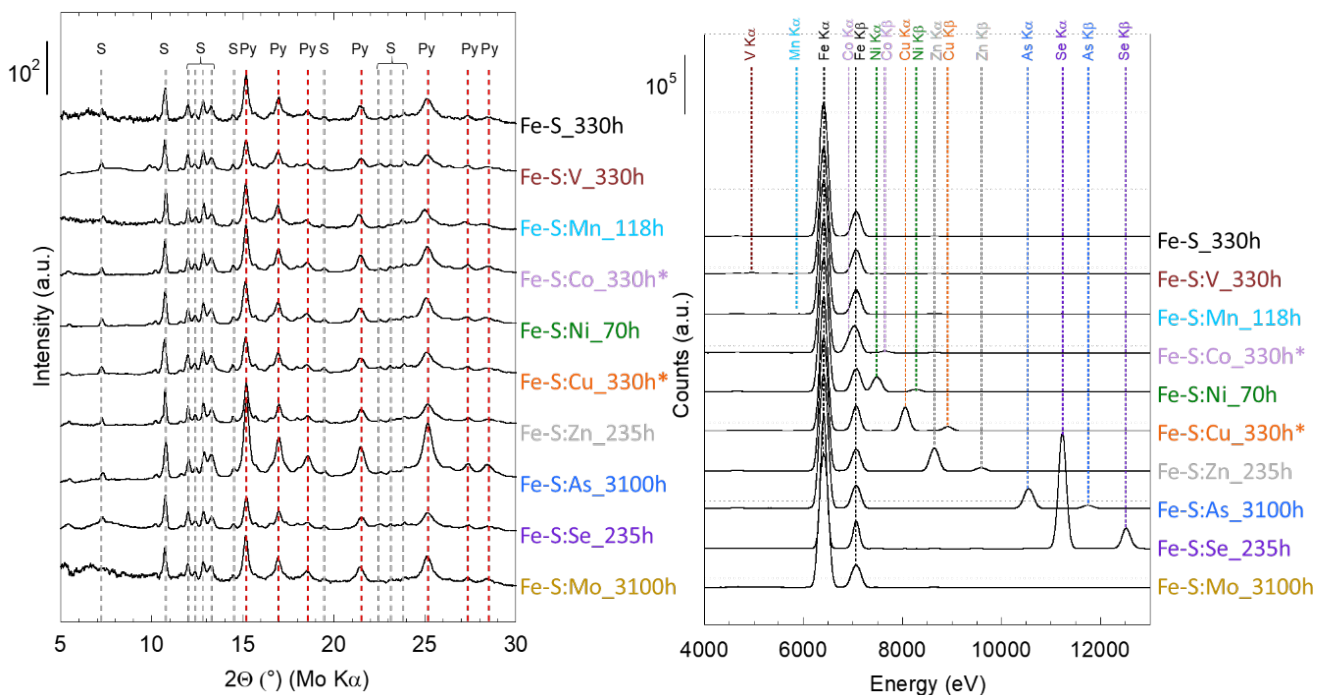 S S S S Py Py Py Py S S Py Py Py
10²
Fe-S_330h
Fe-S:V_330h
Fe-S:Mn_118h
Fe-S:Co_330h*
Fe-S:Ni_70h
Fe-S:Cu_330h*
Fe-S:Zn_235h
Fe-S:As_3100h
Fe-S:Se_235h
Fe-S:Mo_3100h
Intensity (a.u.)
5 10 15 20 25 30
2Θ (°) (Mo Kα)
V Kα
Mn Kα
Fe Kα
Co Kα
Fe Kβ
Ni Kα
Co Kβ
Cu Kα
Ni Kβ
Zn Kα
Cu Kβ
Zn Kβ
As Kα
Se Kα
As Kβ
Se Kβ
10⁵
Fe-S_330h
Fe-S:V_330h
Fe-S:Mn_118h
Fe-S:Co_330h*
Fe-S:Ni_70h
Fe-S:Cu_330h*
Fe-S:Zn_235h
Fe-S:As_3100h
Fe-S:Se_235h
Fe-S:Mo_3100h
Counts (a.u.)
4000 6000 8000 10000 12000
Energy (eV)